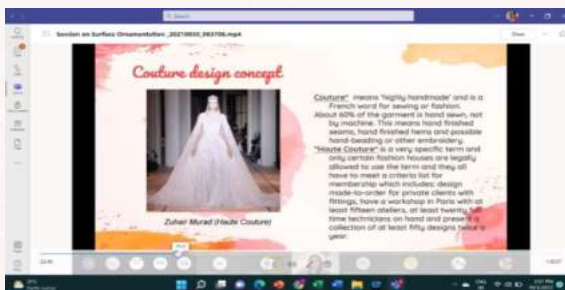 Search
Session on Surface Ornamentation _20210930_093706.mp4
Close
Couture design concept
Couture" means 'highly handmade' and is a
French word for sewing or fashion.
About 60% of the garment is hand sewn, not
by machine. This means hand finished
seams, hand finished hems and possible
hand-beading or other embroidery.
"Haute Couture" is a very specific term and
only certain fashion houses are legally
allowed to use the term and they all
have to meet a criteria list for
membership which includes: design
made-to-order for private clients with
fittings, have a workshop in Paris with at
least fifteen ateliers, at least twenty full
time technicians on hand and present a
collection of at least fifty designs twice a
year.
Zuhair Murad (Haute Couture)